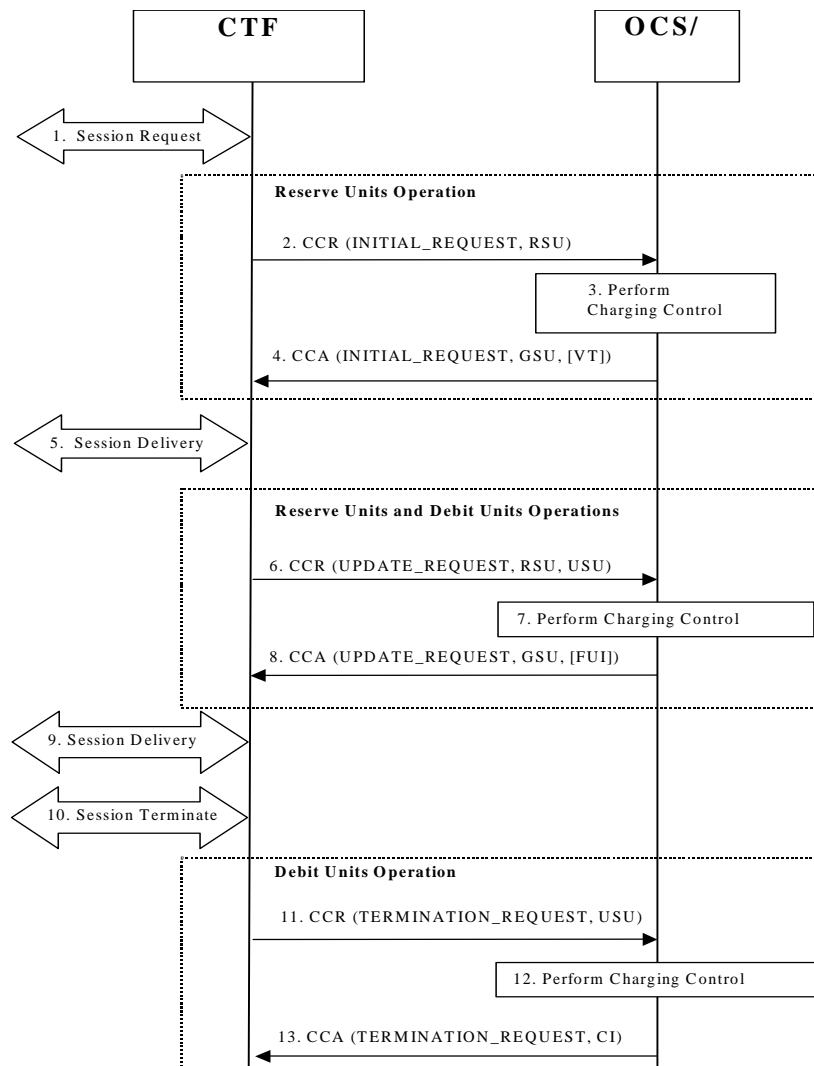 CTF
OCS/
1. Session Request
Reserve Units Operation
2. CCR (INITIAL_REQUEST, RSU)
3. Perform
Charging Control
4. CCA (INITIAL_REQUEST, GSU, [VT])
5. Session Delivery
Reserve Units and Debit Units Operations
6. CCR (UPDATE_REQUEST, RSU, USU)
7. Perform Charging Control
8. CCA (UPDATE_REQUEST, GSU, [FUI])
9. Session Delivery
10. Session Terminate
Debit Units Operation
11. CCR (TERMINATION_REQUEST, USU)
12. Perform Charging Control
13. CCA (TERMINATION_REQUEST, CI)